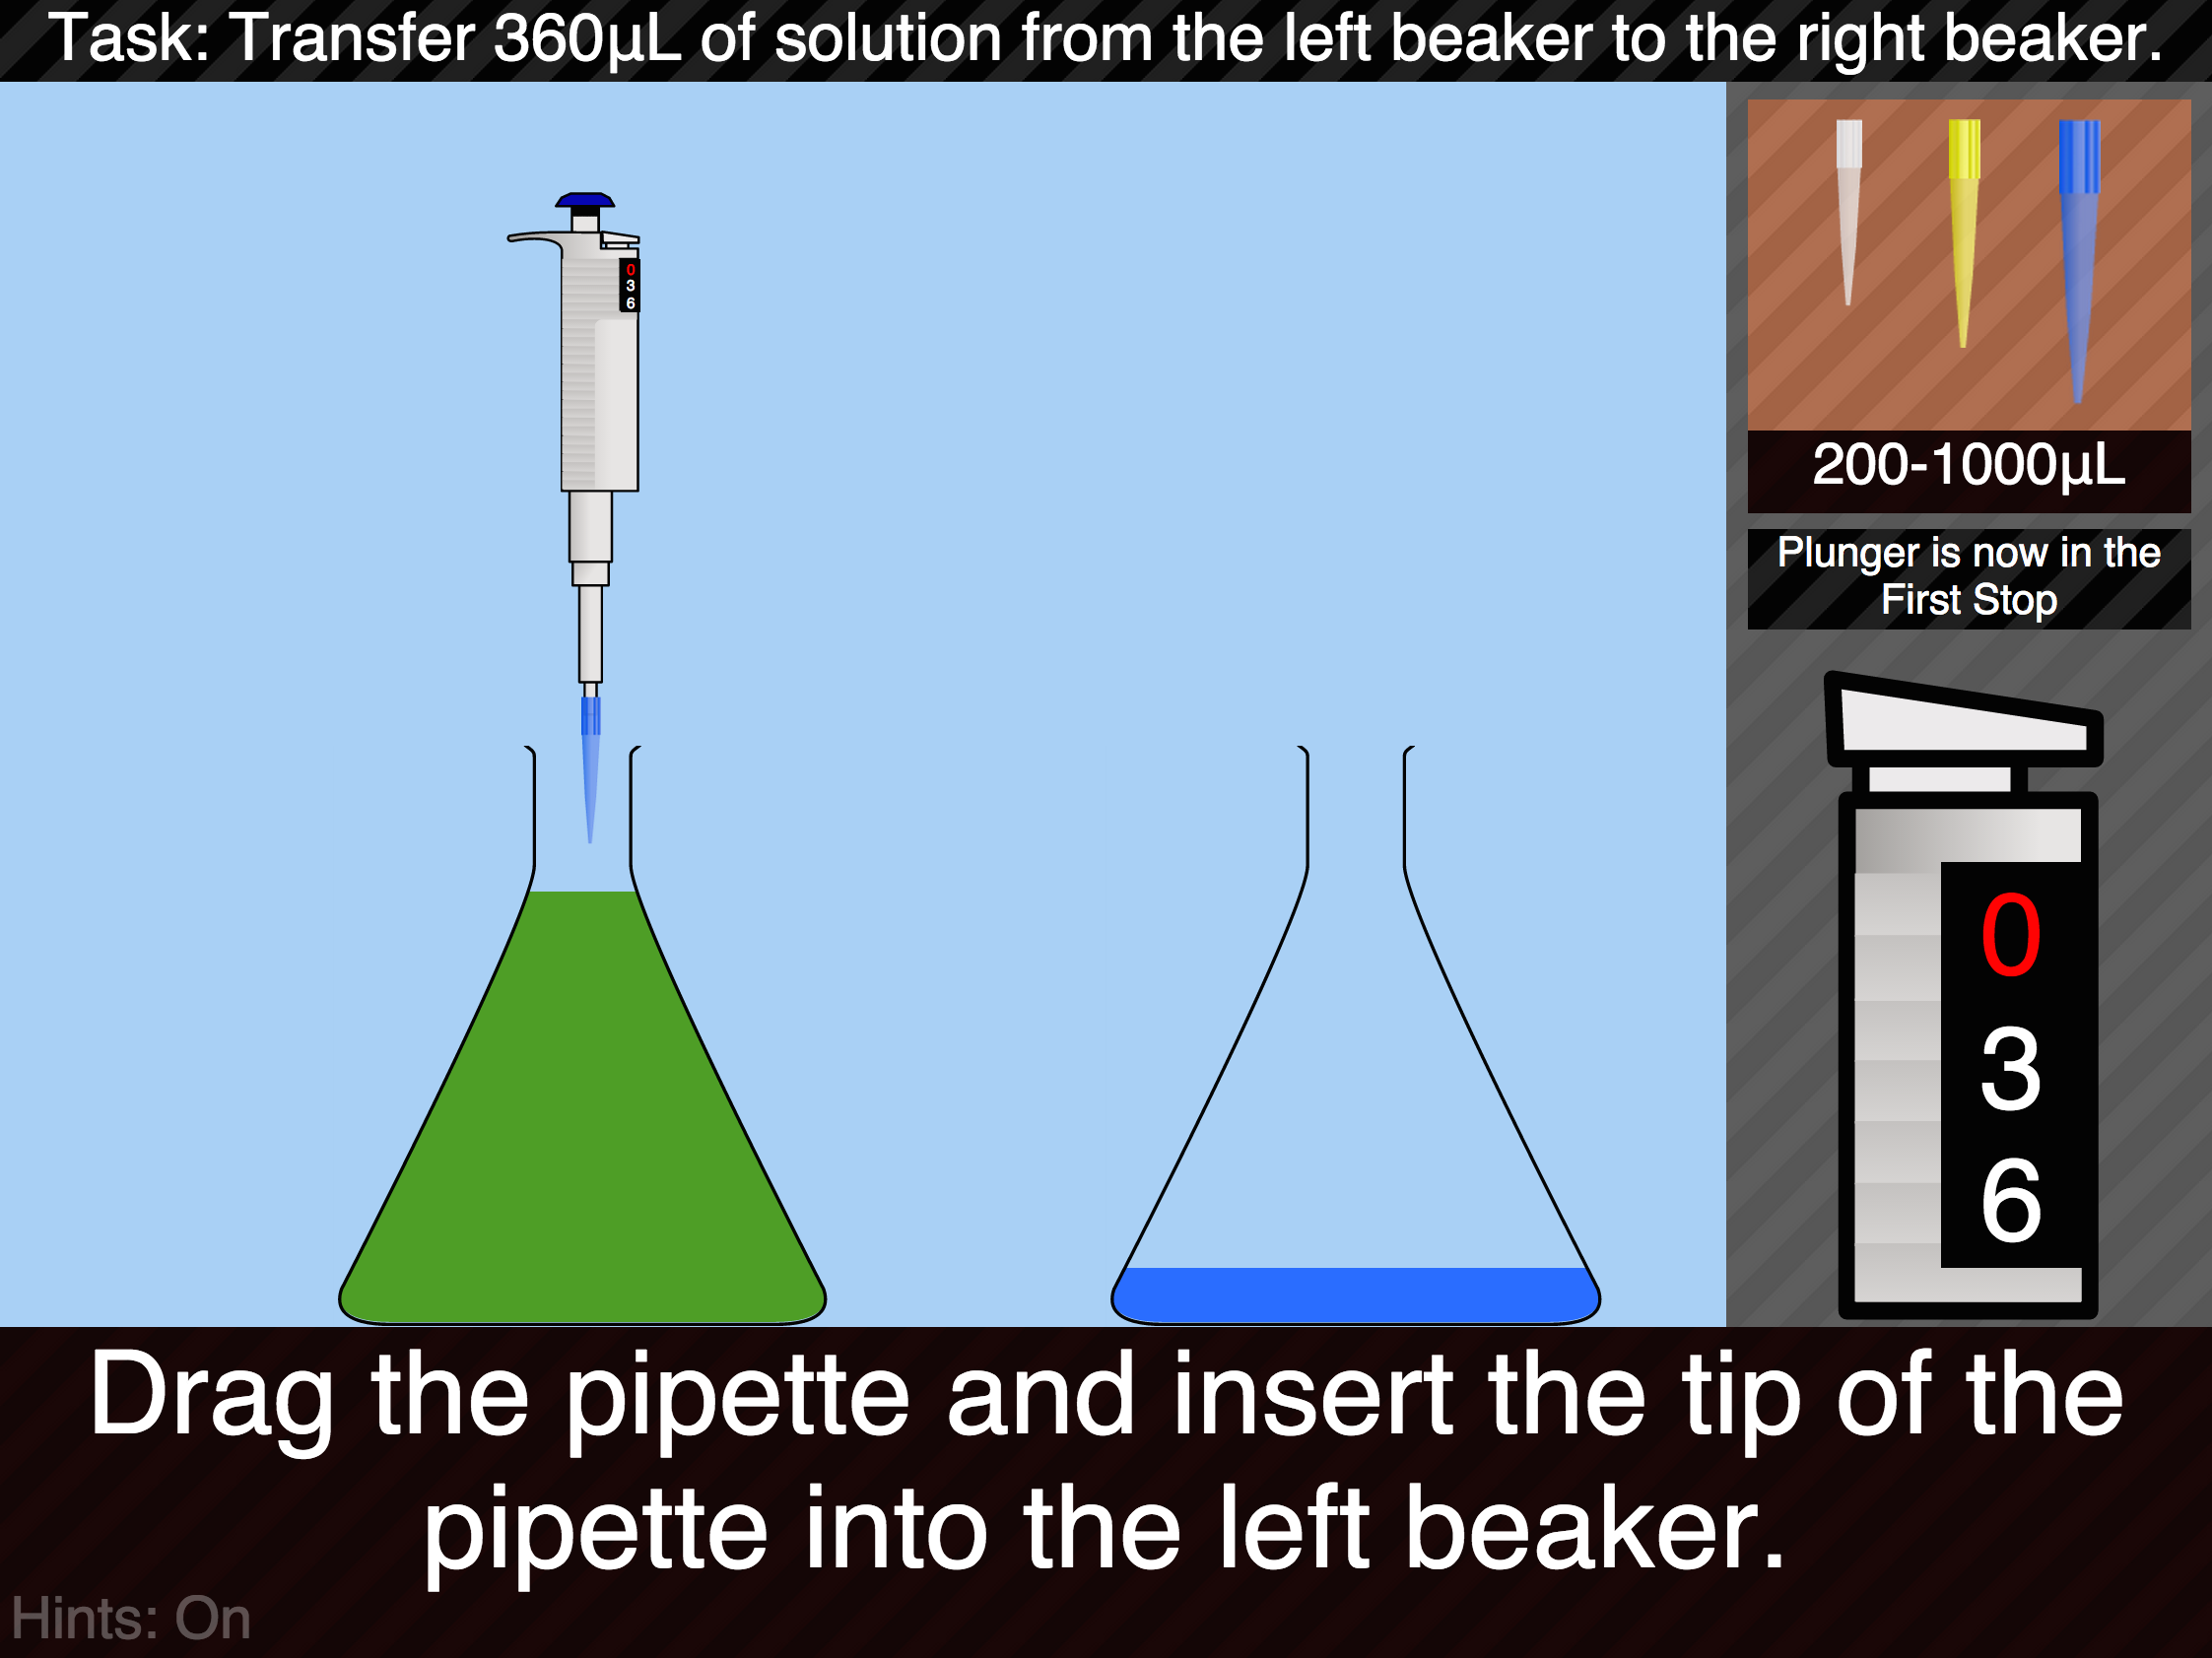 Task: Transfer 360µL of solution from the left beaker to the right beaker.
0
3
6
200-1000µL
Plunger is now in the
First Stop
0
3
6
Drag the pipette and insert the tip of the
pipette into the left beaker.
Hints: On